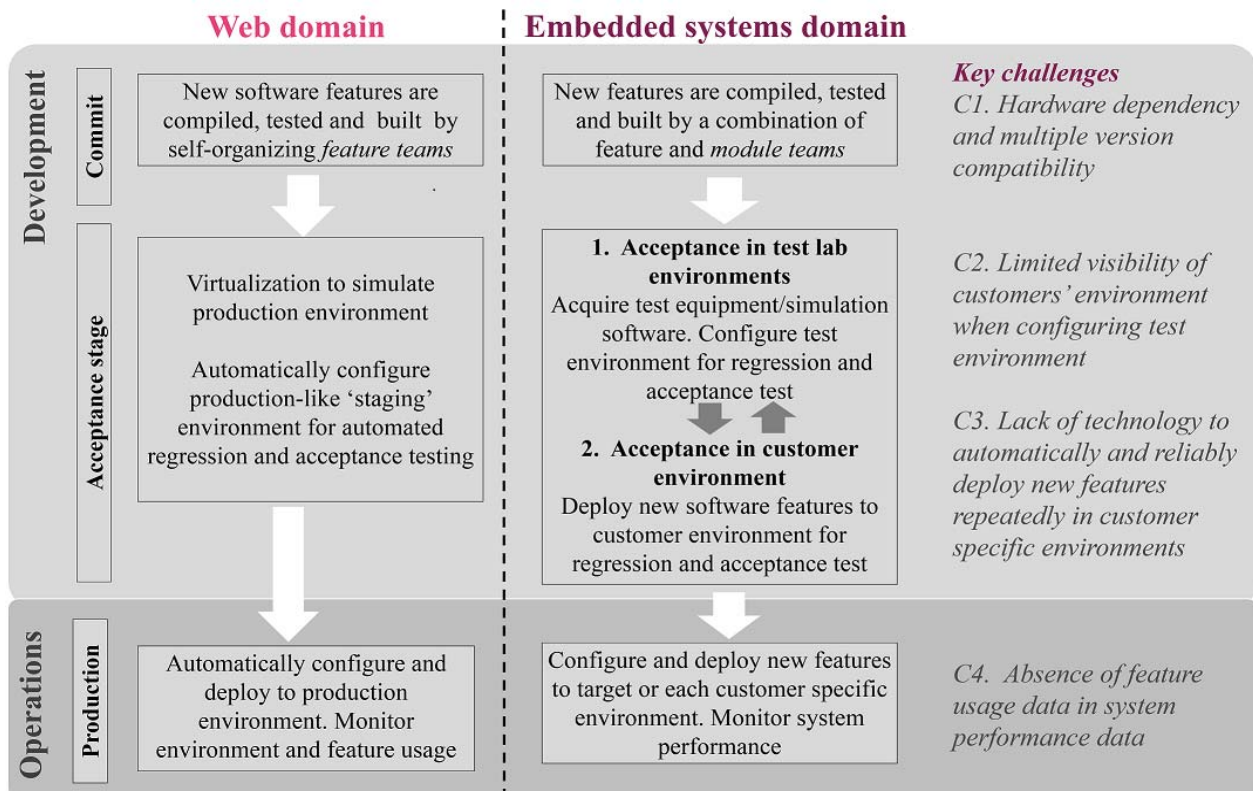 Web domain
Embedded systems domain
Development
Commit
New software features are
compiled, tested and built by
self-organizing feature teams
New features are compiled, tested
and built by a combination of
feature and module teams
Key challenges
C1. Hardware dependency
and multiple version
compatibility
Acceptance stage
Virtualization to simulate
production environment
Automatically configure
production-like ‘staging’
environment for automated
regression and acceptance testing
1. Acceptance in test lab
environments
Acquire test equipment/simulation
software. Configure test
environment for regression and
acceptance test
2. Acceptance in customer
environment
Deploy new software features to
customer environment for
regression and acceptance test
C2. Limited visibility of
customers’ environment
when configuring test
environment
C3. Lack of technology to
automatically and reliably
deploy new features
repeatedly in customer
specific environments
Operations
Production
Automatically configure and
deploy to production
environment. Monitor
environment and feature usage
Configure and deploy new features
to target or each customer specific
environment. Monitor system
performance
C4. Absence of feature
usage data in system
performance data